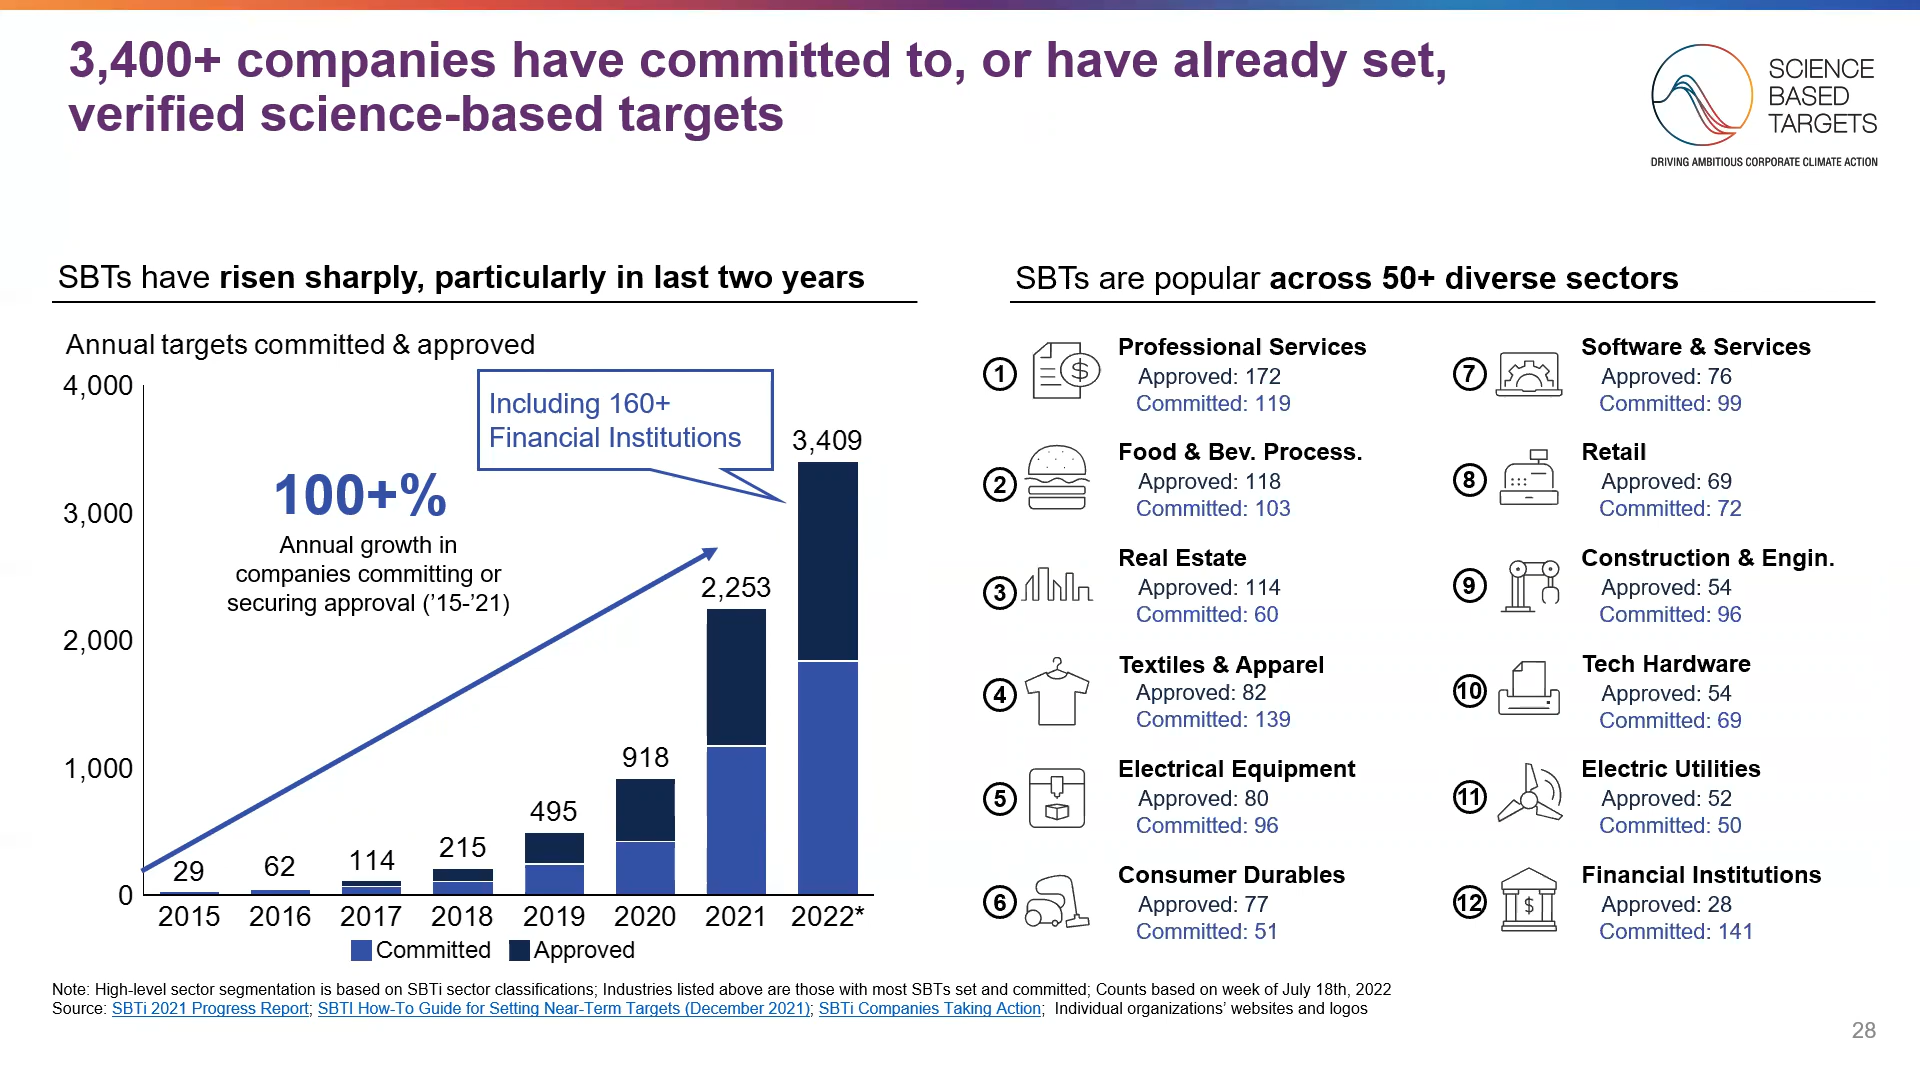 3,400+ companies have committed to, or have already set,
verified science-based targets
SCIENCE
BASED
TARGETS
DRIVING AMBITIOUS CORPORATE CLIMATE ACTION
SBTs have risen sharply, particularly in last two years
Annual targets committed & approved
4,000
3,000
2,000
1,000
0
Including 160+
Financial Institutions
100+%
Annual growth in
companies committing or
securing approval (’15-’21)
29
62
114
215
495
918
2,253
3,409
2015 2016 2017 2018 2019 2020 2021 2022*
Committed Approved
SBTs are popular across 50+ diverse sectors
1
Professional Services
Approved: 172
Committed: 119
2
Food & Bev. Process.
Approved: 118
Committed: 103
3
Real Estate
Approved: 114
Committed: 60
4
Textiles & Apparel
Approved: 82
Committed: 139
5
Electrical Equipment
Approved: 80
Committed: 96
6
Consumer Durables
Approved: 77
Committed: 51
7
Software & Services
Approved: 76
Committed: 99
8
Retail
Approved: 69
Committed: 72
9
Construction & Engin.
Approved: 54
Committed: 96
10
Tech Hardware
Approved: 54
Committed: 69
11
Electric Utilities
Approved: 52
Committed: 50
12
Financial Institutions
Approved: 28
Committed: 141
Note: High-level sector segmentation is based on SBTi sector classifications; Industries listed above are those with most SBTs set and committed; Counts based on week of July 18th, 2022
Source: SBTi 2021 Progress Report; SBTI How-To Guide for Setting Near-Term Targets (December 2021); SBTi Companies Taking Action; Individual organizations’ websites and logos
28